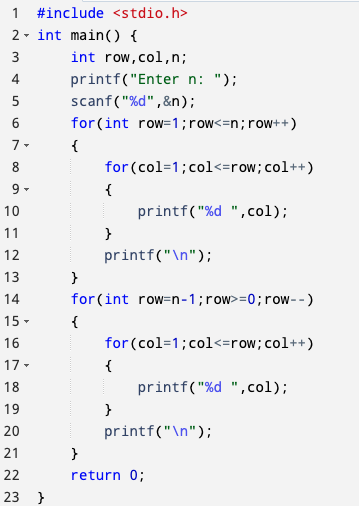 1 #include <stdio.h>
2 int main() {
3 int row,col,n;
4 printf("Enter n: ");
5 scanf("%d",&n);
6 for(int row=1;row<=n;row++)
7 {
8 for(col=1;col<=row;col++)
9 {
10 printf("%d ",col);
11 }
12 printf("\n");
13 }
14 for(int row=n-1;row>=0;row--)
15 {
16 for(col=1;col<=row;col++)
17 {
18 printf("%d ",col);
19 }
20 printf("\n");
21 }
22 return 0;
23 }